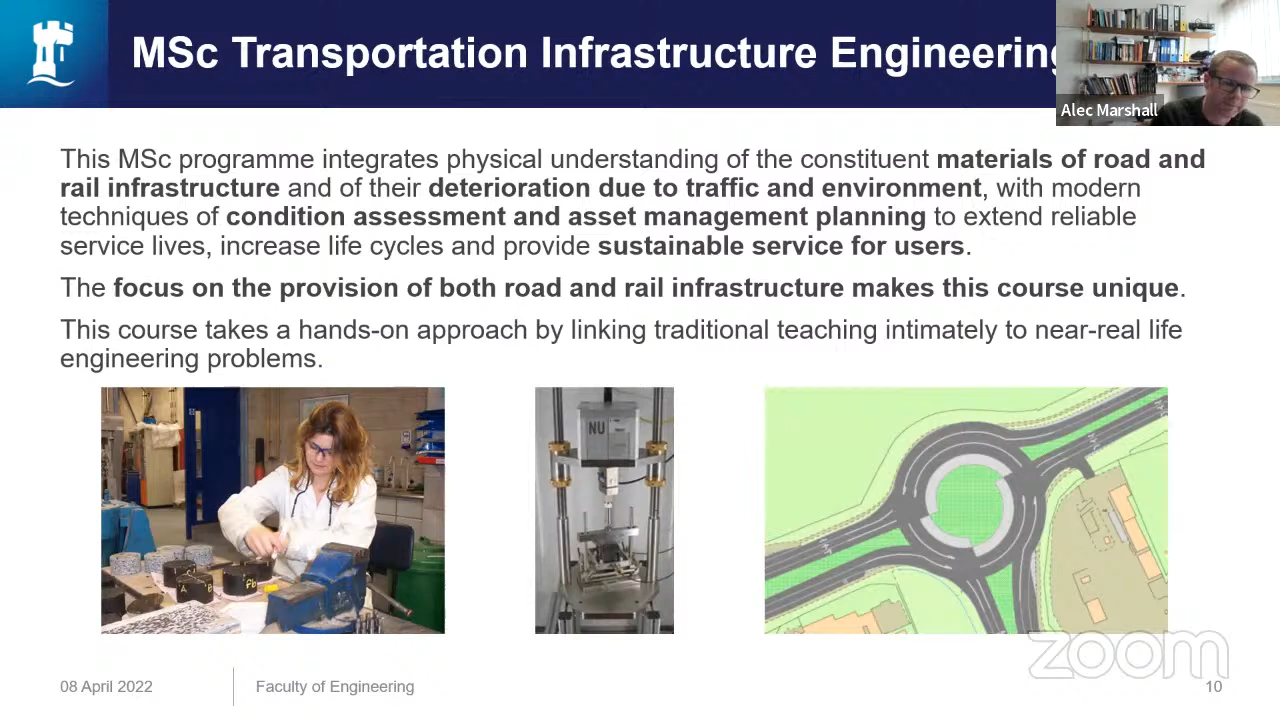 MSc Transportation Infrastructure Engineering
Alec Marshall
This MSc programme integrates physical understanding of the constituent materials of road and
rail infrastructure and of their deterioration due to traffic and environment, with modern
techniques of condition assessment and asset management planning to extend reliable
service lives, increase life cycles and provide sustainable service for users.
The focus on the provision of both road and rail infrastructure makes this course unique.
This course takes a hands-on approach by linking traditional teaching intimately to near-real life
engineering problems.
NU
A
B
zoom
08 April 2022
Faculty of Engineering
10